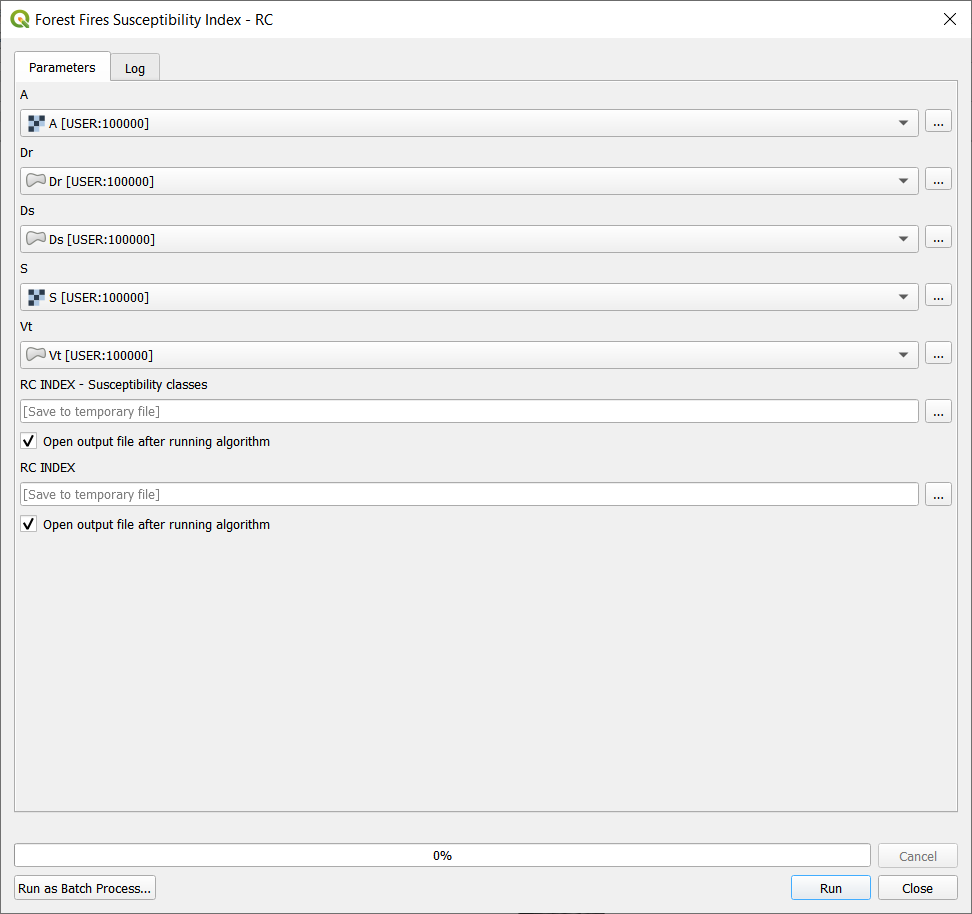 Forest Fires Susceptibility Index - RC
Parameters
Log
A
A [USER:100000]
...
Dr
Dr [USER:100000]
...
Ds
Ds [USER:100000]
...
S
S [USER:100000]
...
Vt
Vt [USER:100000]
...
RC INDEX - Susceptibility classes
[Save to temporary file]
...
Open output file after running algorithm
RC INDEX
[Save to temporary file]
...
Open output file after running algorithm
0%
Cancel
Run as Batch Process...
Run
Close